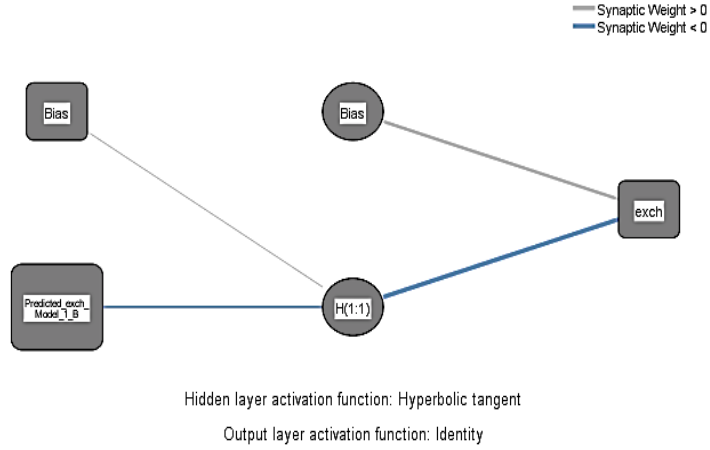 Synaptic Weight > 0
Synaptic Weight < 0
Bias
Bias
exch
Predicted_exch_
Model_1_B
H(1:1)
Hidden layer activation function: Hyperbolic tangent
Output layer activation function: Identity